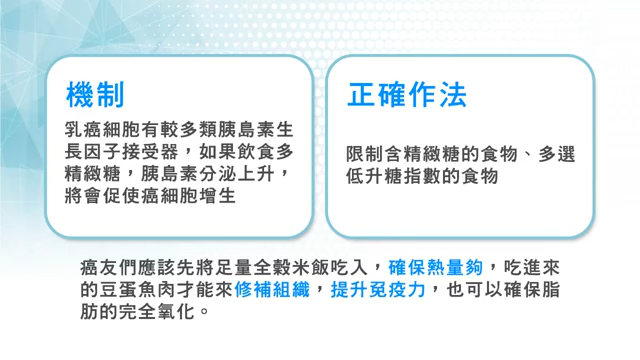 機制
乳癌細胞有較多類胰島素生
長因子接受器，如果飲食多
精緻糖，胰島素分泌上升，
將會促使癌細胞增生
正確作法
限制含精緻糖的食物、多選
低升糖指數的食物
癌友們應該先將足量全穀米飯吃入，確保熱量夠，吃進來
的豆蛋魚肉才能來修補組織，提升免疫力，也可以確保脂
肪的完全氧化。